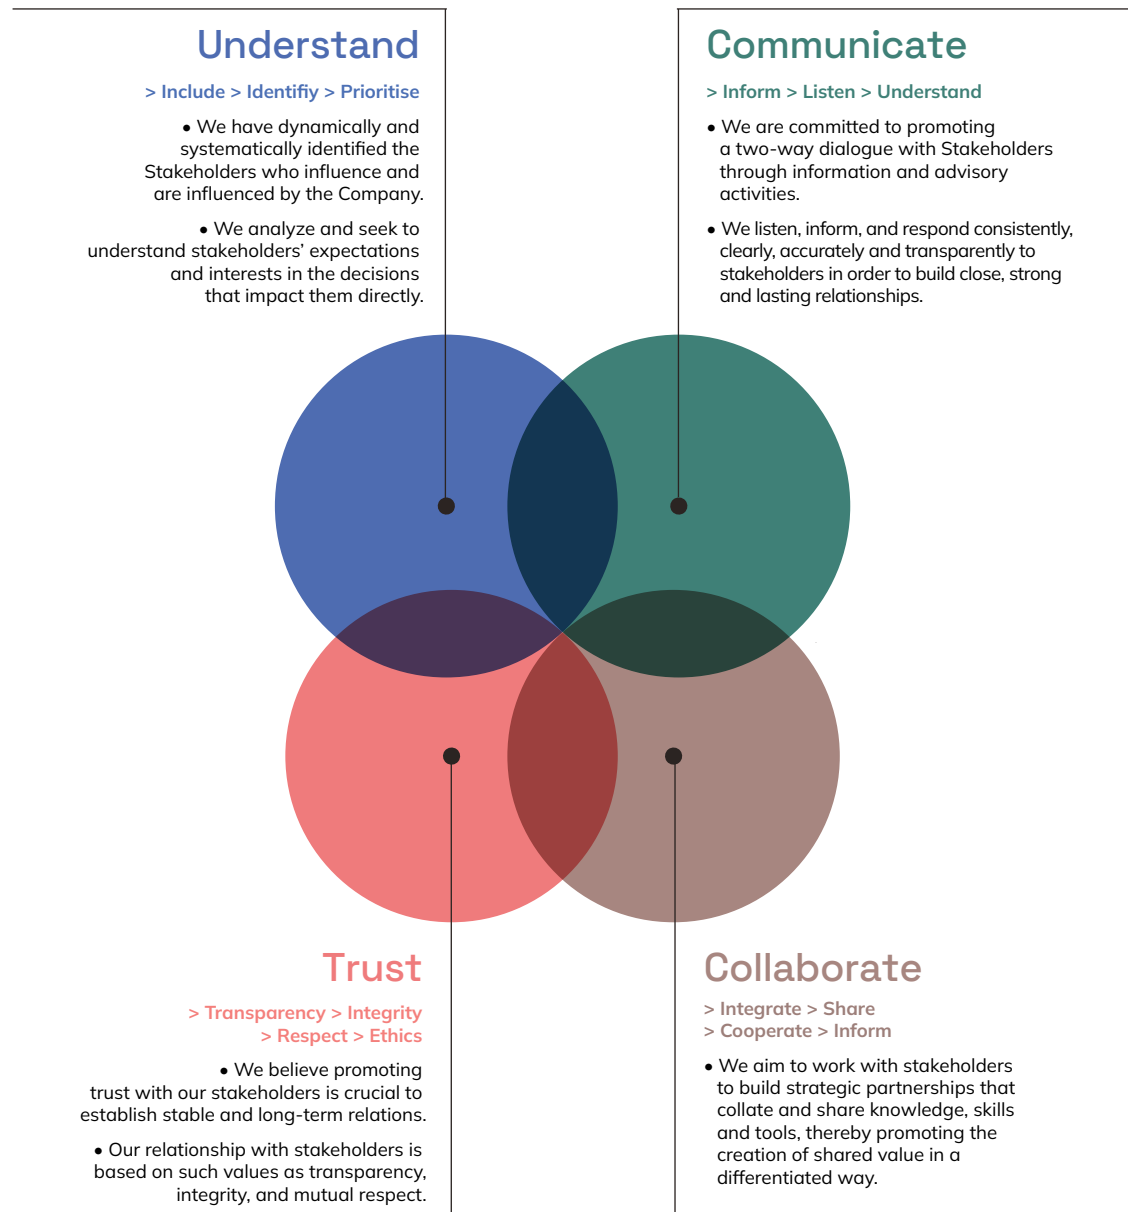 Understand
> Include > Identifiy > Prioritise
• We have dynamically and
systematically identified the
Stakeholders who influence and
are influenced by the Company.
• We analyze and seek to
understand stakeholders’ expectations
and interests in the decisions
that impact them directly.
Communicate
> Inform > Listen > Understand
• We are committed to promoting
a two-way dialogue with Stakeholders
through information and advisory
activities.
• We listen, inform, and respond consistently,
clearly, accurately and transparently to
stakeholders in order to build close, strong
and lasting relationships.
Trust
> Transparency > Integrity
> Respect > Ethics
• We believe promoting
trust with our stakeholders is crucial to
establish stable and long-term relations.
• Our relationship with stakeholders is
based on such values as transparency,
integrity, and mutual respect.
Collaborate
> Integrate > Share
> Cooperate > Inform
• We aim to work with stakeholders
to build strategic partnerships that
collate and share knowledge, skills
and tools, thereby promoting the
creation of shared value in a
differentiated way.